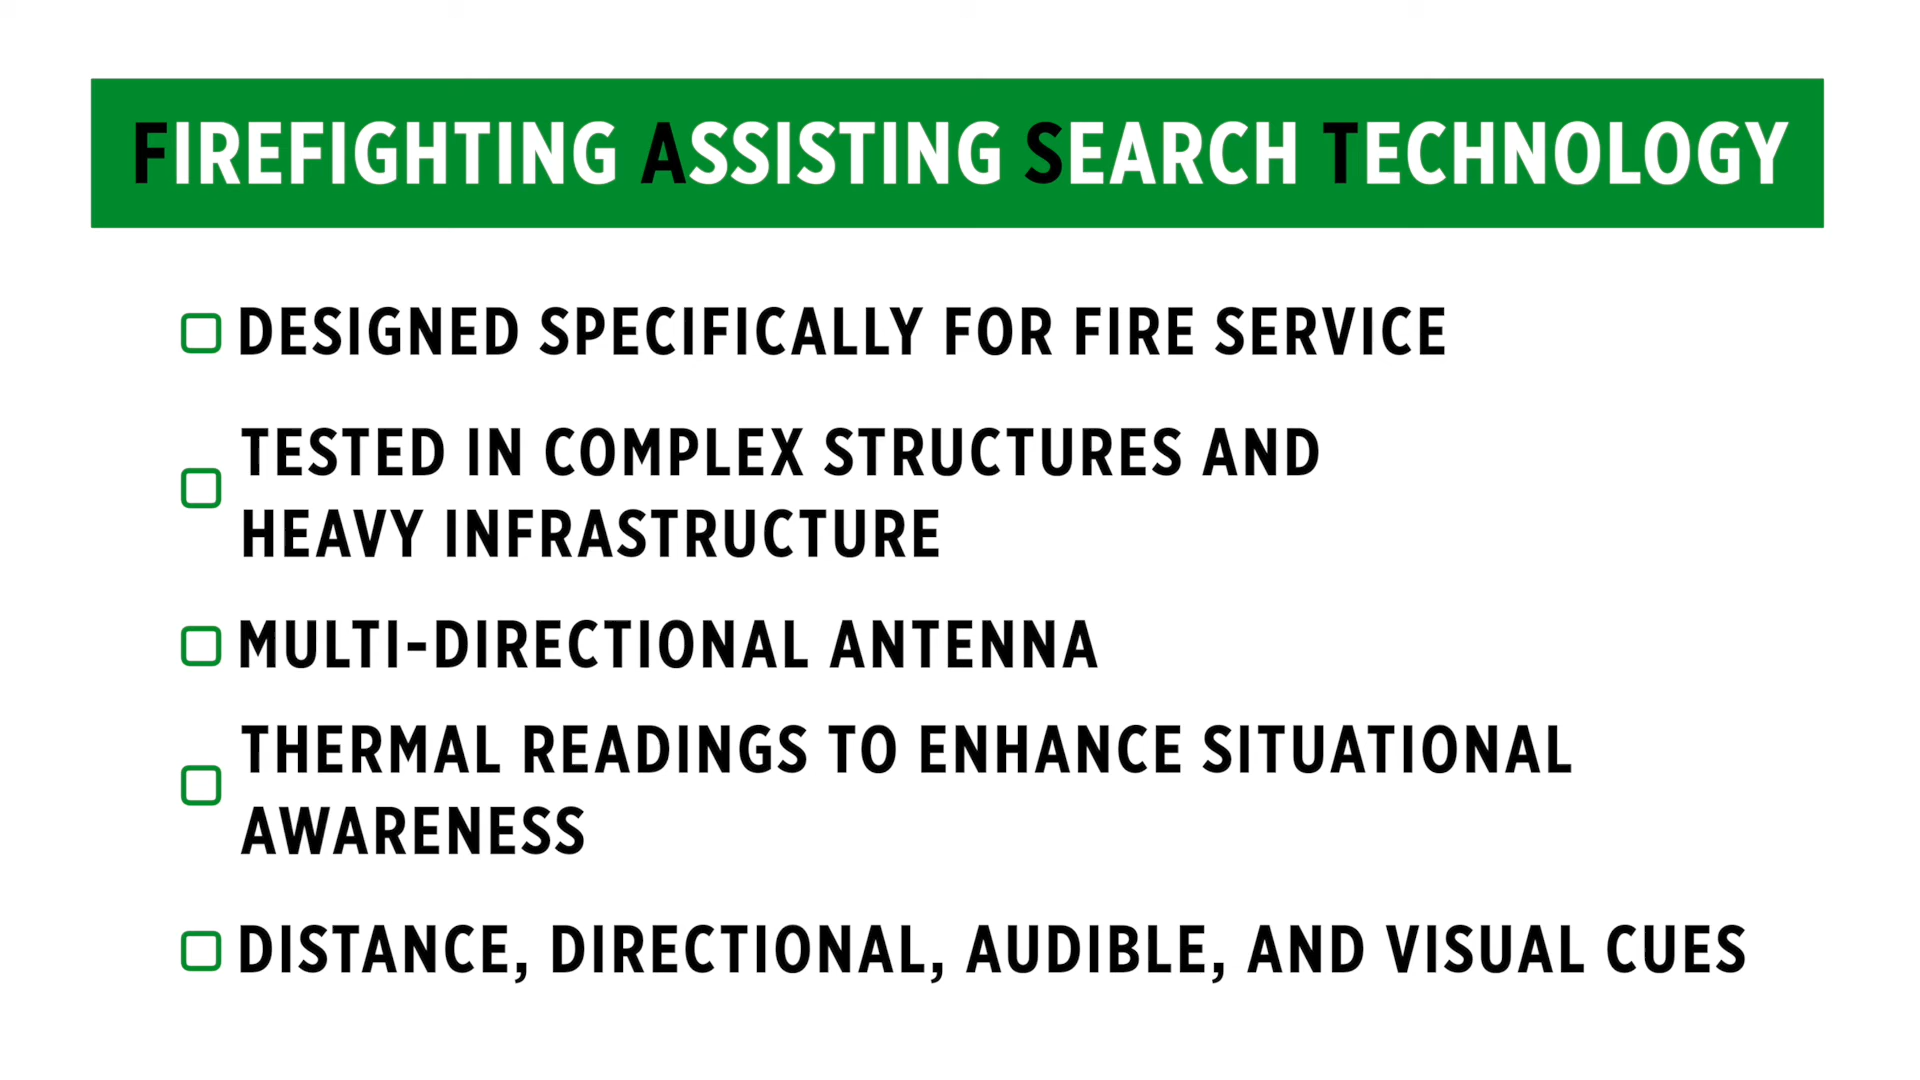 FIREFIGHTING ASSISTING SEARCH TECHNOLOGY
DESIGNED SPECIFICALLY FOR FIRE SERVICE
TESTED IN COMPLEX STRUCTURES AND
HEAVY INFRASTRUCTURE
MULTI-DIRECTIONAL ANTENNA
THERMAL READINGS TO ENHANCE SITUATIONAL
AWARENESS
DISTANCE, DIRECTIONAL, AUDIBLE, AND VISUAL CUES